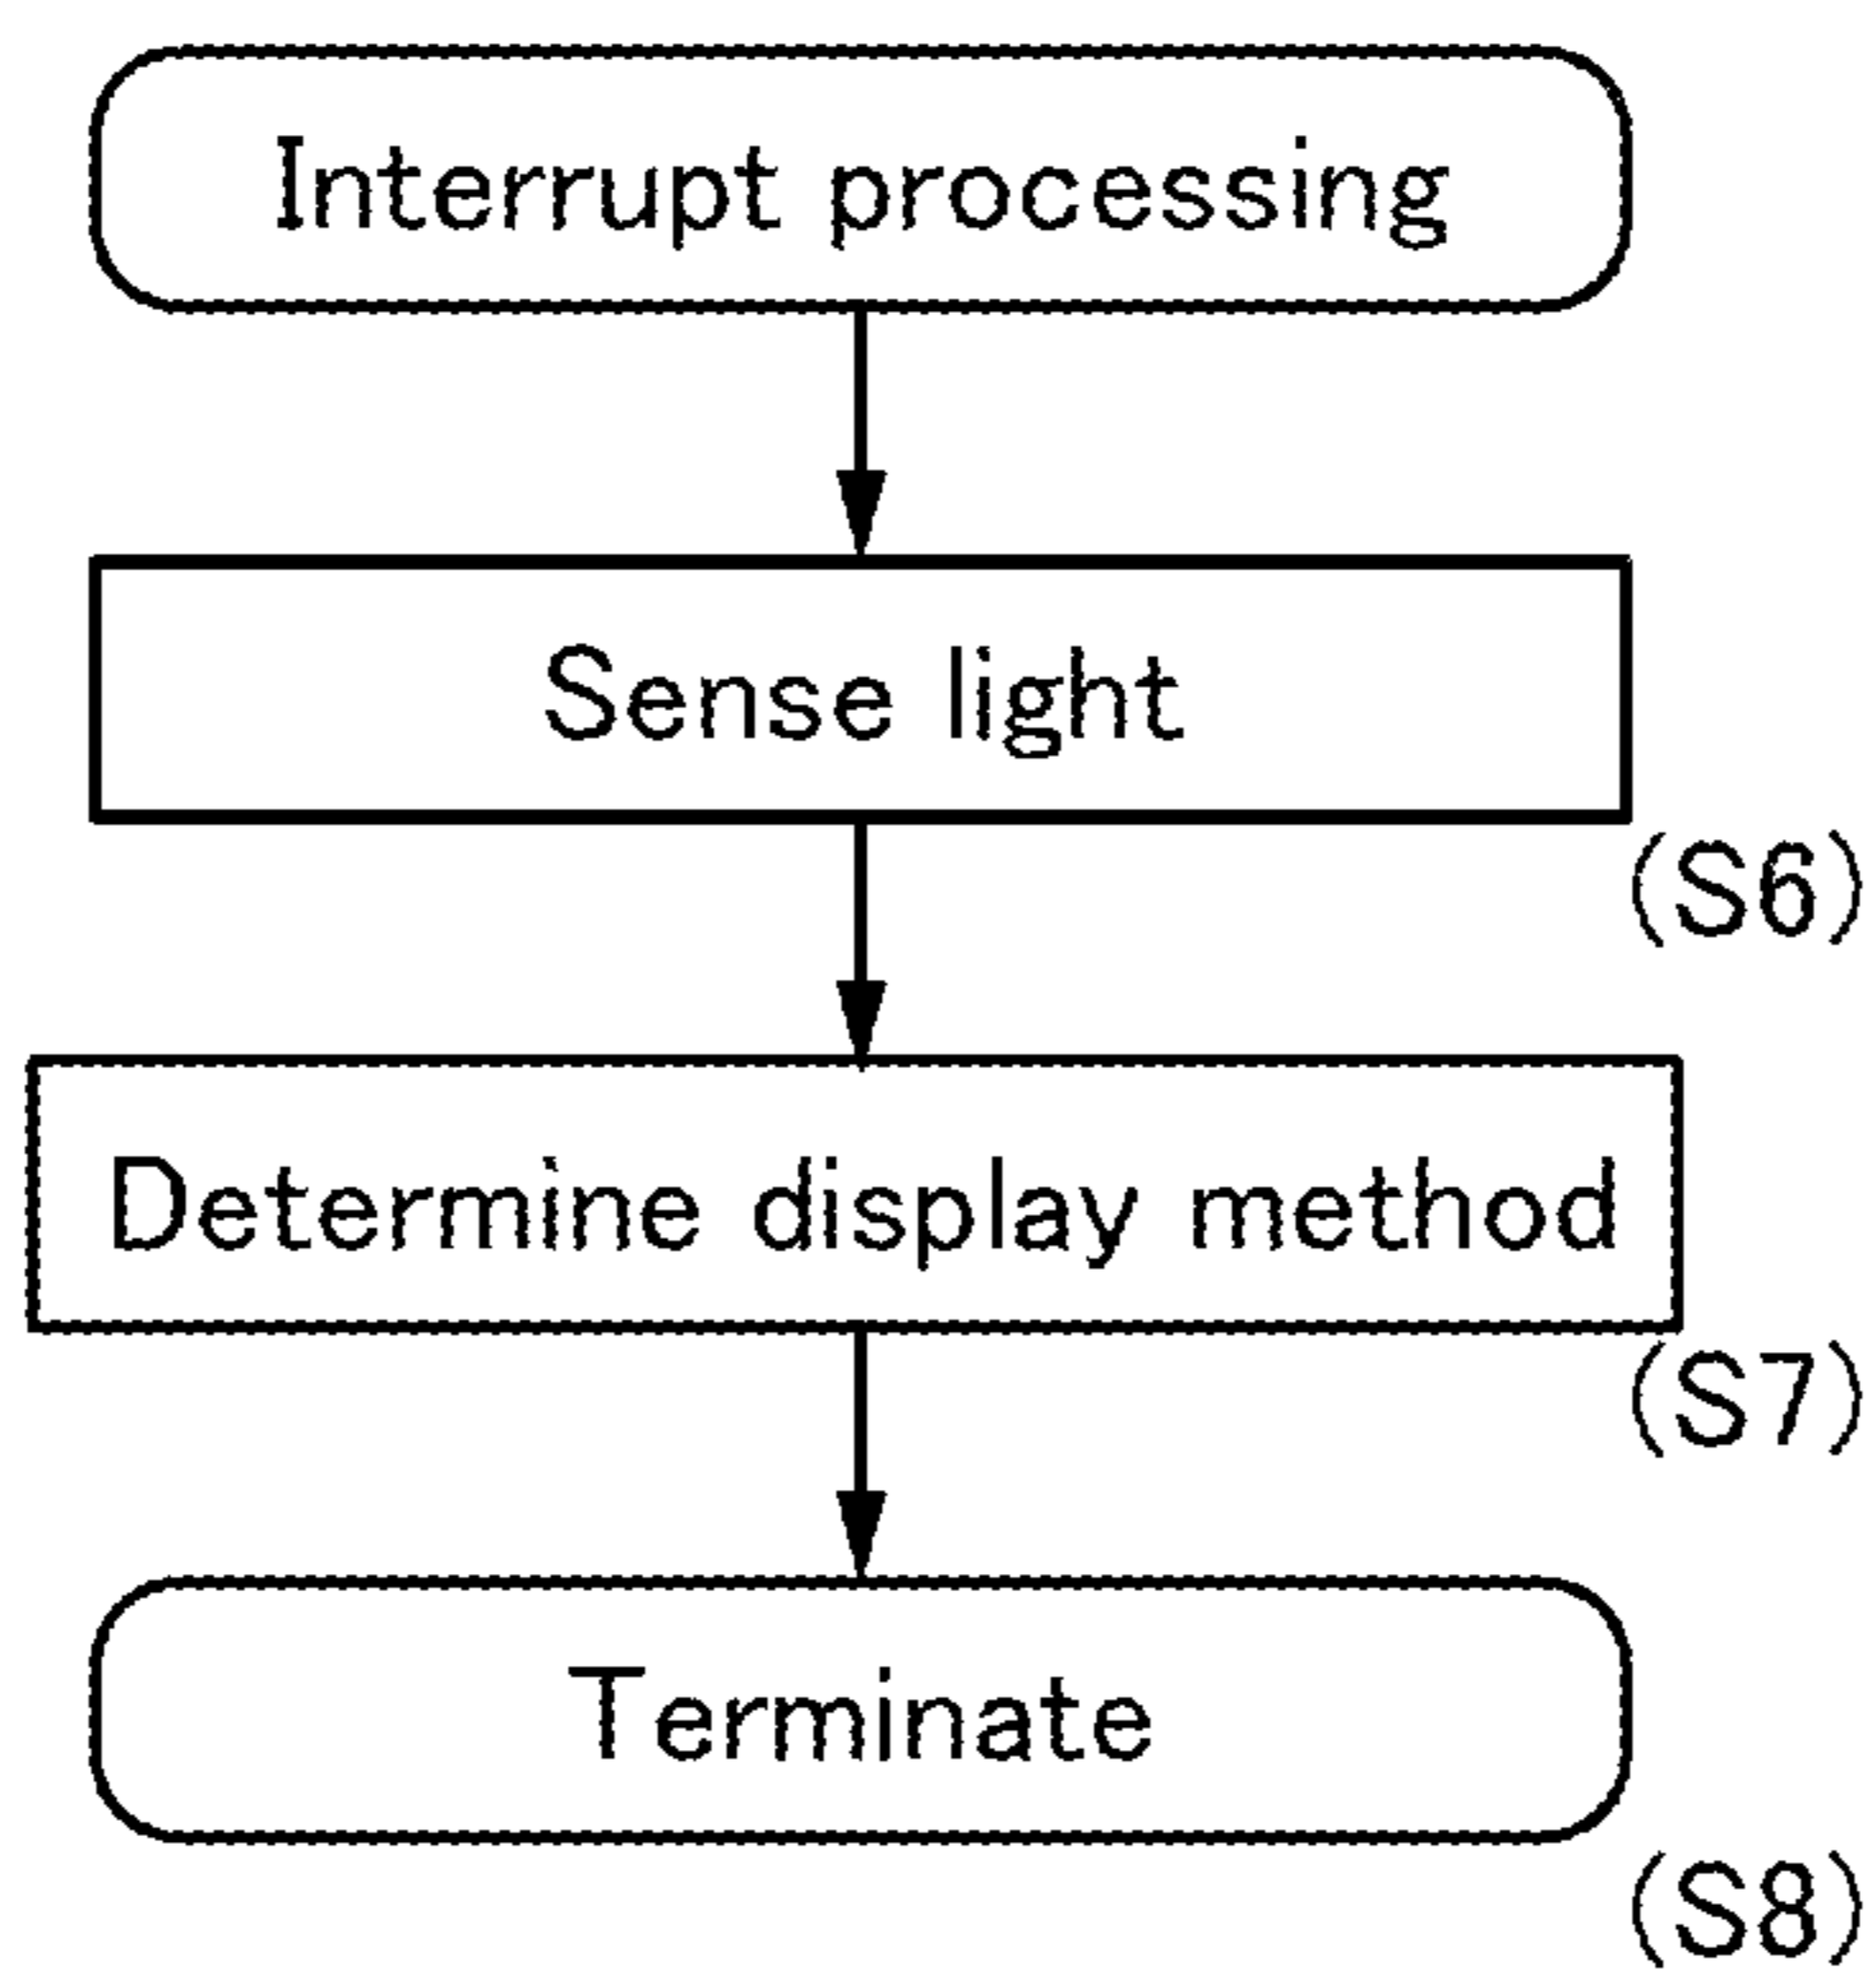 Interrupt processing
Sense light
(S6)
Determine display method
(S7)
Terminate
(S8)